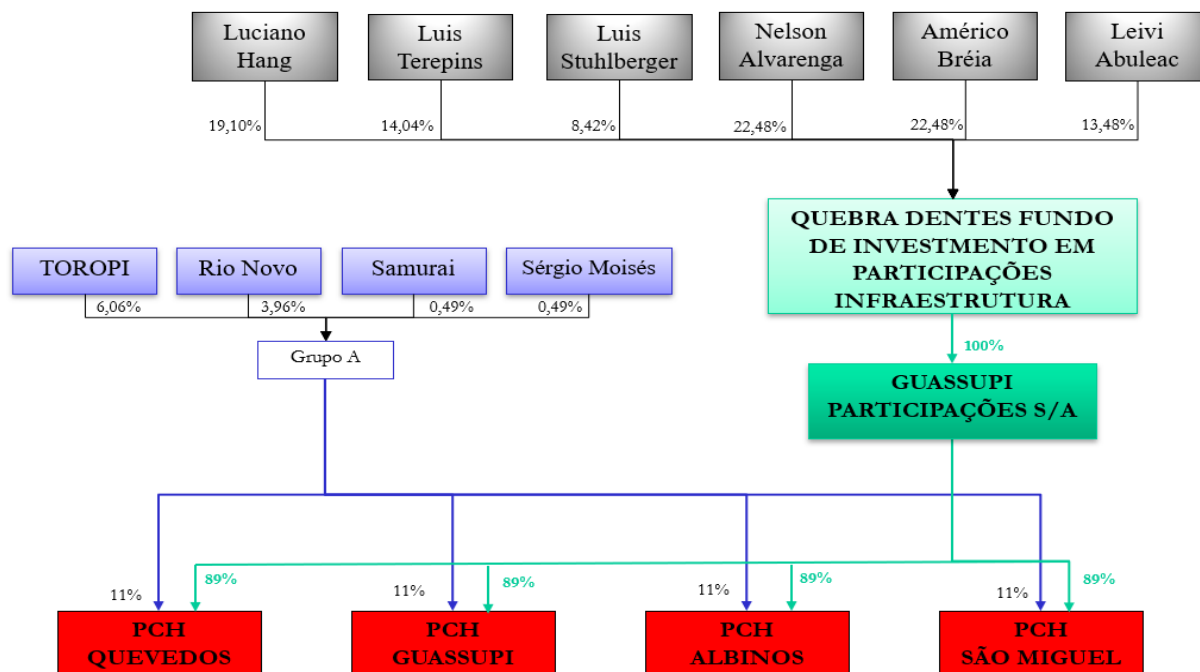 Luciano
Hang
Luis
Terepins
Luis
Stuhlberger
Nelson
Alvarenga
Américo
Bréia
Leivi
Abuleac
19,10%
14,04%
8,42%
22,48%
22,48%
13,48%
QUEBRA DENTES FUNDO
DE INVESTMENTO EM
PARTICIPAÇÕES
INFRAESTRUTURA
TOROPI
Rio Novo
Samurai
Sérgio Moisés
6,06%
3,96%
0,49%
0,49%
Grupo A
100%
GUASSUPI
PARTICIPAÇÕES S/A
11%
89%
11%
89%
11%
89%
11%
89%
PCH
QUEVEDOS
PCH
GUASSUPI
PCH
ALBINOS
PCH
SÃO MIGUEL